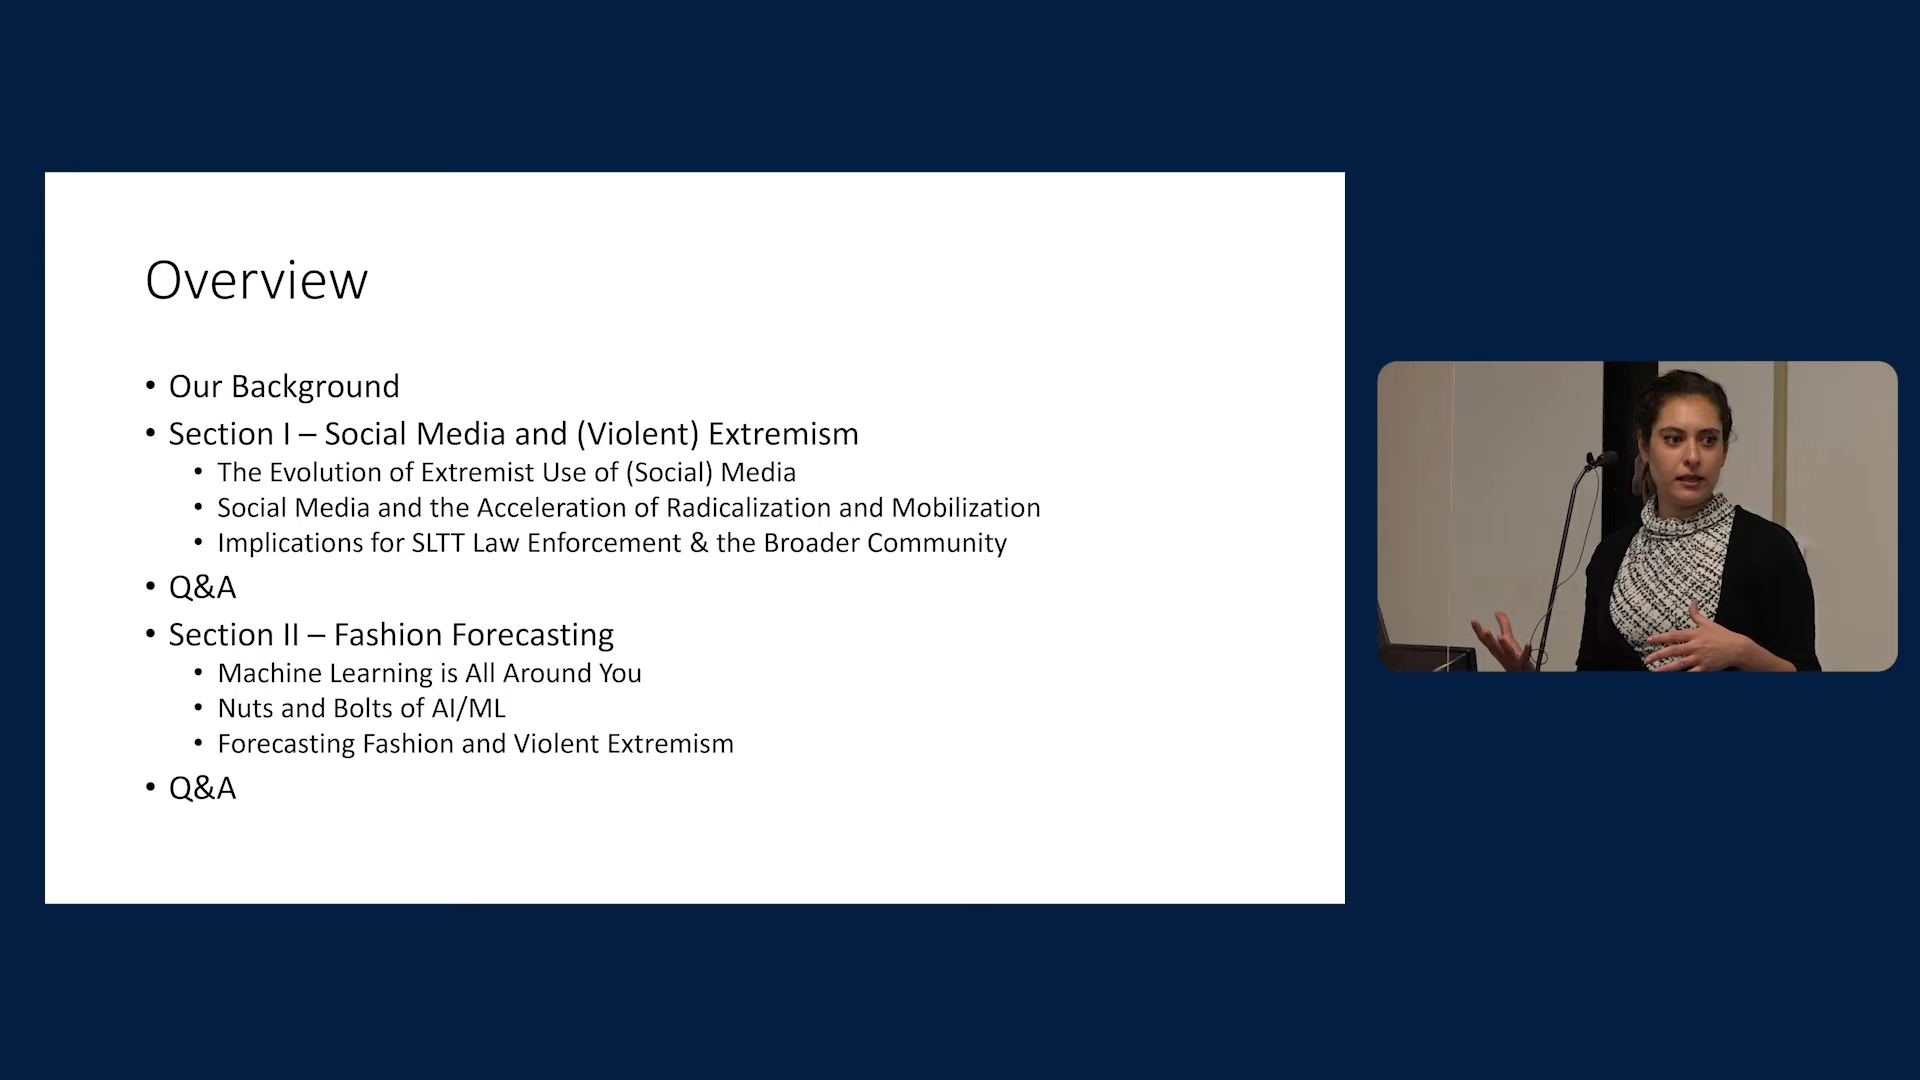 Overview
• Our Background
• Section I – Social Media and (Violent) Extremism
• The Evolution of Extremist Use of (Social) Media
• Social Media and the Acceleration of Radicalization and Mobilization
• Implications for SLTT Law Enforcement & the Broader Community
• Q&A
• Section II – Fashion Forecasting
• Machine Learning is All Around You
• Nuts and Bolts of AI/ML
• Forecasting Fashion and Violent Extremism
• Q&A